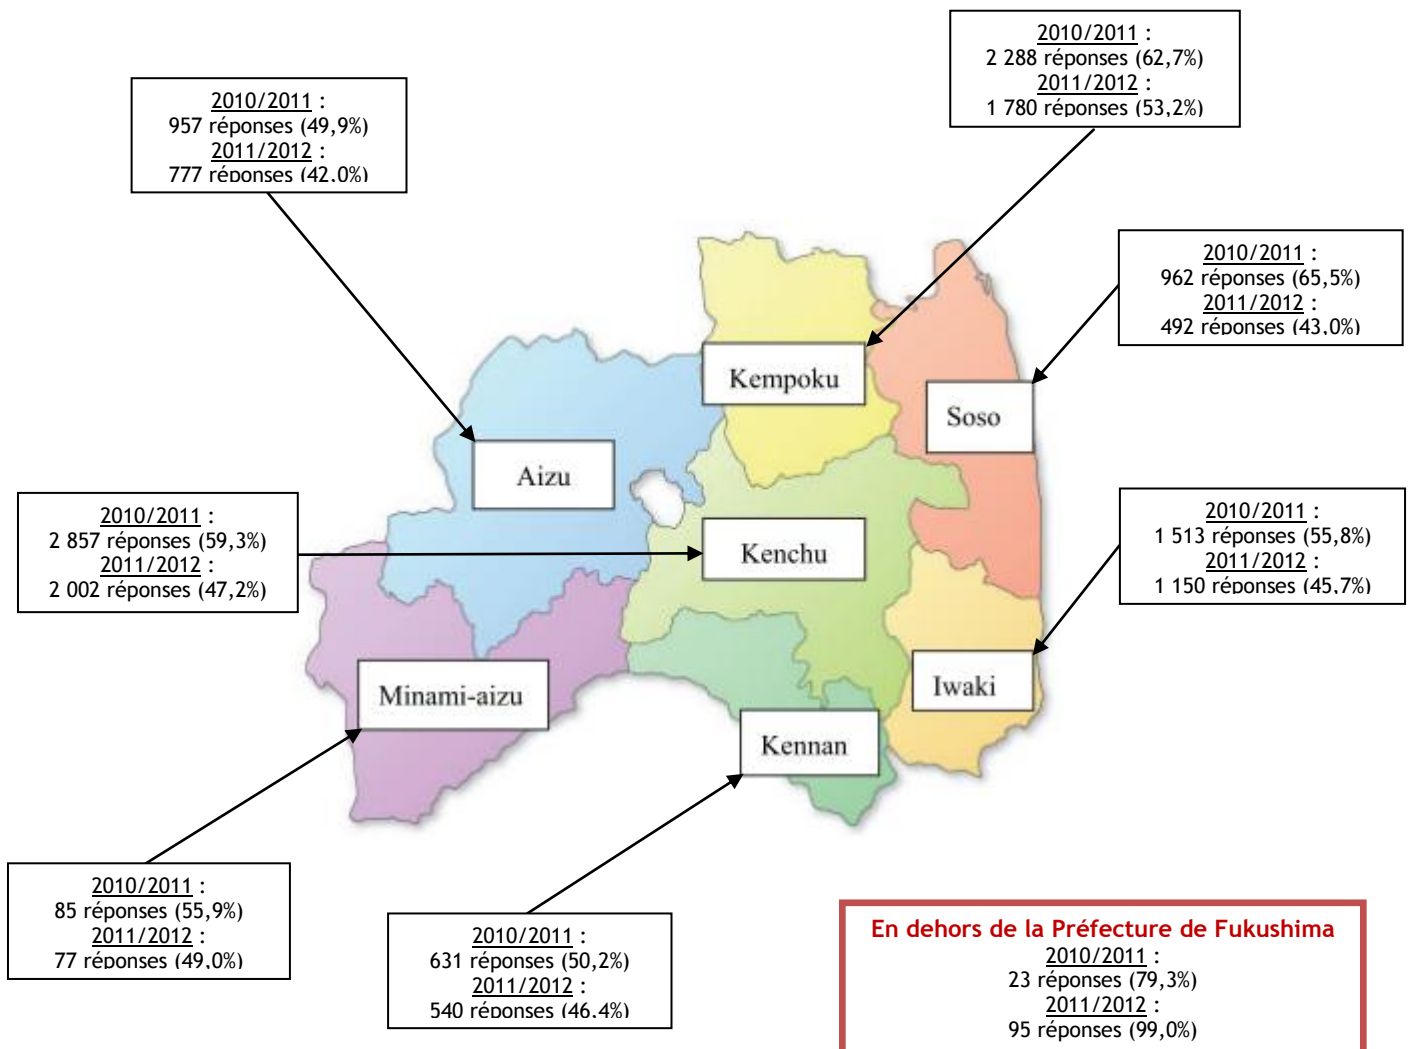 2010/2011 :
2 288 réponses (62,7%)
2011/2012 :
1 780 réponses (53,2%)
2010/2011 :
957 réponses (49,9%)
2011/2012 :
777 réponses (42.0%)
2010/2011 :
962 réponses (65,5%)
2011/2012 :
492 réponses (43.0%)
Kempoku
Soso
Aizu
2010/2011 :
2 857 réponses (59,3%)
2011/2012 :
2 002 réponses (47,2%)
Kenchu
2010/2011 :
1 513 réponses (55,8%)
2011/2012 :
1 150 réponses (45,7%)
Minami-aizu
Iwaki
Kennan
2010/2011 :
85 réponses (55,9%)
2011/2012 :
77 réponses (49,0%)
2010/2011 :
631 réponses (50,2%)
2011/2012 :
540 réponses (46.4%)
En dehors de la Préfecture de Fukushima
2010/2011 :
23 réponses (79,3%)
2011/2012 :
95 réponses (99,0%)